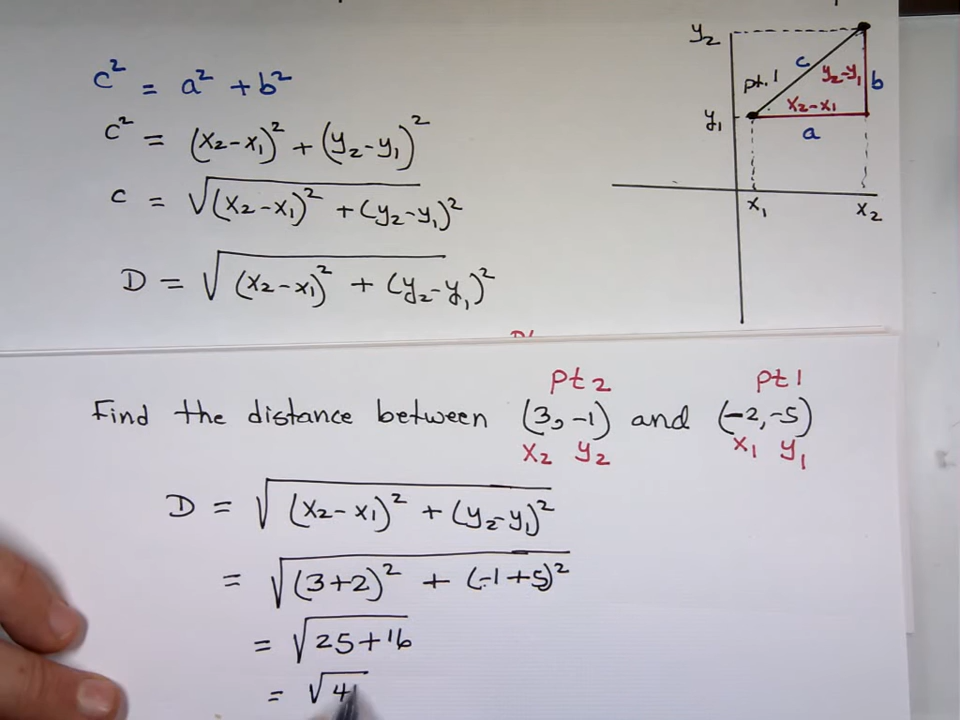 c² = a² + b²
c² = (x₂-x₁)² + (y₂-y₁)²
c = √(x₂-x₁)² + (y₂-y₁)²
D = √(x₂-x₁)² + (y₂-y₁)²
y₂
c
y₂-y₁
b
pt.1
x₂-x₁
y₁
a
x₁
x₂
pt 2
pt 1
Find the distance between (3, -1) and (-2, -5)
x₂ y₂
x₁ y₁
D = √(x₂-x₁)² + (y₂-y₁)²
= √(3+2)² + (-1+5)²
= √25+16
= √4